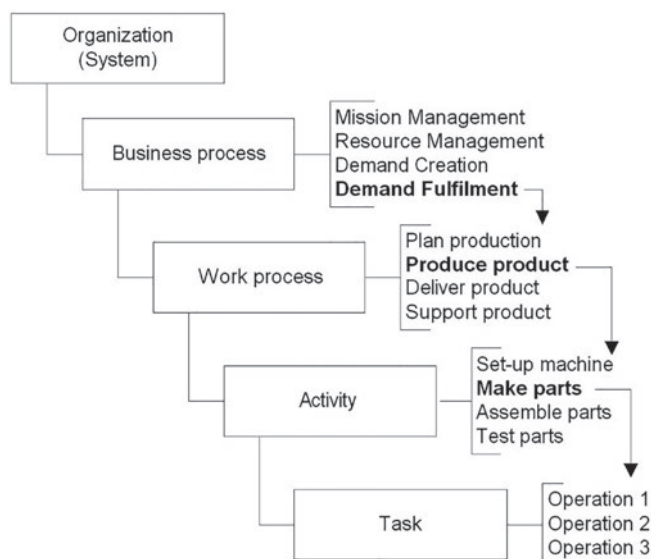 Organization
(System)
Business process
Mission Management
Resource Management
Demand Creation
Demand Fulfilment
Work process
Plan production
Produce product
Deliver product
Support product
Activity
Set-up machine
Make parts
Assemble parts
Test parts
Task
Operation 1
Operation 2
Operation 3